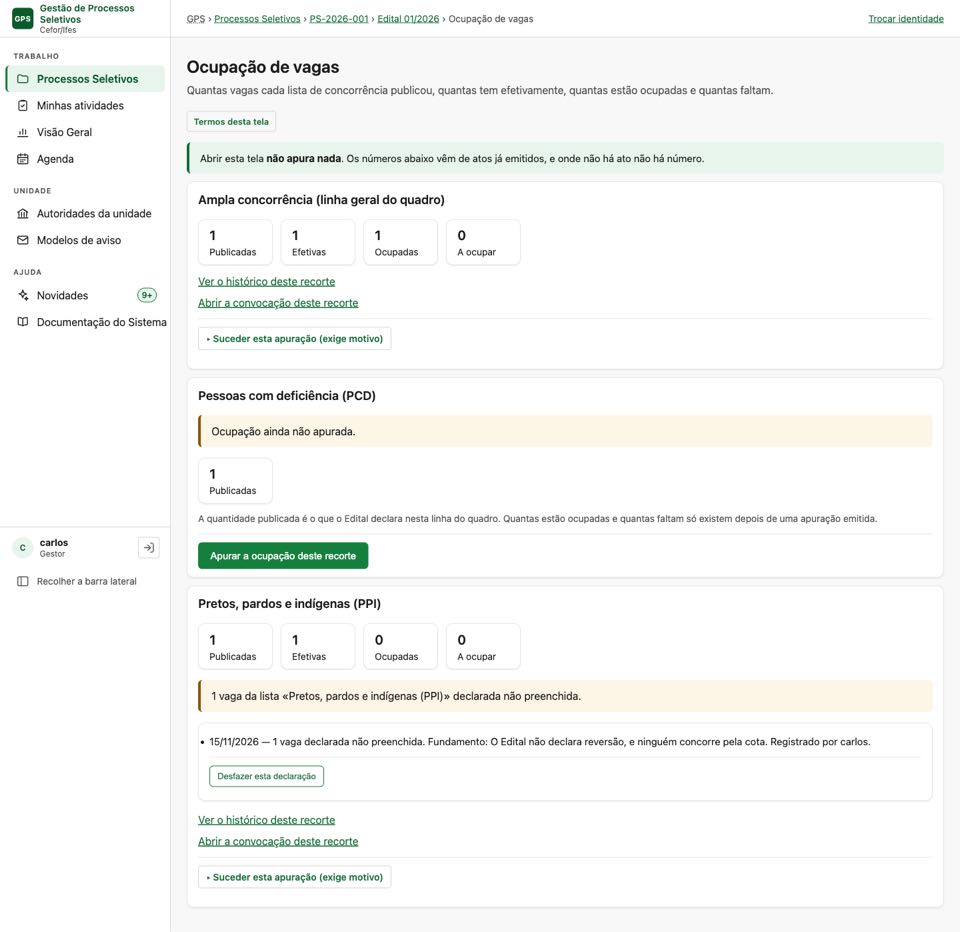 GPS
Gestão de Processos
Seletivos
Cefor/Ifes
GPS › Processos Seletivos › PS-2026-001 › Edital 01/2026 › Ocupação de vagas
Trocar identidade
TRABALHO
Processos Seletivos
Minhas atividades
Visão Geral
Agenda
UNIDADE
Autoridades da unidade
Modelos de aviso
AJUDA
Novidades 9+
Documentação do Sistema
C
carlos
Gestor
Recolher a barra lateral
Ocupação de vagas
Quantas vagas cada lista de concorrência publicou, quantas tem efetivamente, quantas estão ocupadas e quantas faltam.
Termos desta tela
Abrir esta tela não apura nada. Os números abaixo vêm de atos já emitidos, e onde não há ato não há número.
Ampla concorrência (linha geral do quadro)
1 1 1 0
Publicadas Efetivas Ocupadas A ocupar
Ver o histórico deste recorte
Abrir a convocação deste recorte
▸ Suceder esta apuração (exige motivo)
Pessoas com deficiência (PCD)
Ocupação ainda não apurada.
1
Publicadas
A quantidade publicada é o que o Edital declara nesta linha do quadro. Quantas estão ocupadas e quantas faltam só existem depois de uma apuração emitida.
Apurar a ocupação deste recorte
Pretos, pardos e indígenas (PPI)
1 1 0 0
Publicadas Efetivas Ocupadas A ocupar
1 vaga da lista «Pretos, pardos e indígenas (PPI)» declarada não preenchida.
• 15/11/2026 — 1 vaga declarada não preenchida. Fundamento: O Edital não declara reversão, e ninguém concorre pela cota. Registrado por carlos.
Desfazer esta declaração
Ver o histórico deste recorte
Abrir a convocação deste recorte
▸ Suceder esta apuração (exige motivo)